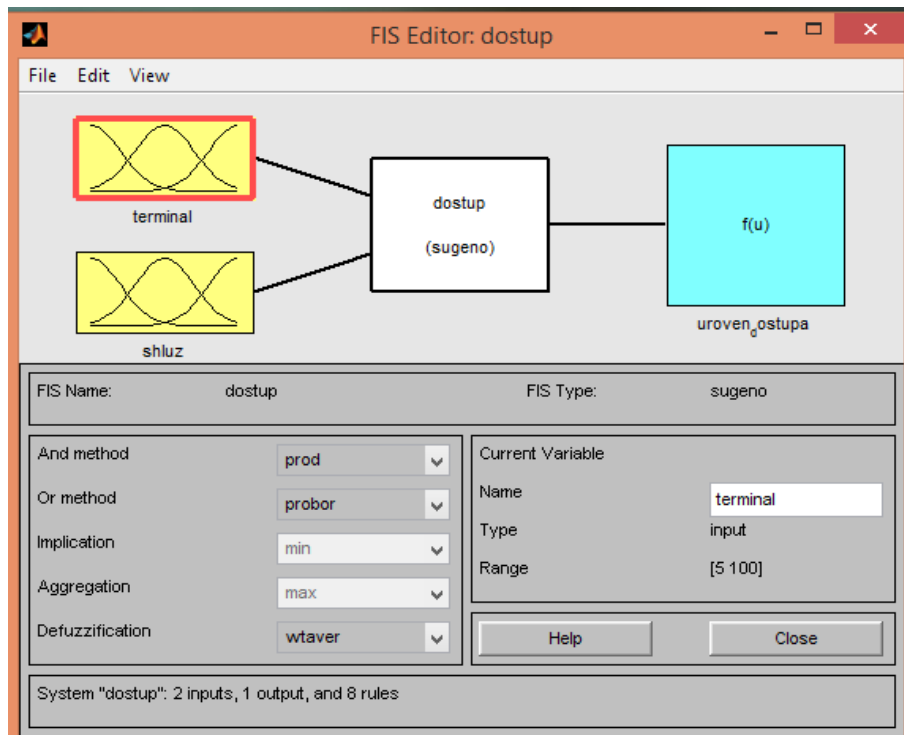 FIS Editor: dostup
File Edit View
terminal
shluz
dostup
(sugeno)
f(u)
uroven_dostupa
FIS Name: dostup FIS Type: sugeno
And method prod
Or method probor
Implication min
Aggregation max
Defuzzification wtaver
Current Variable
Name terminal
Type input
Range [5 100]
Help Close
System "dostup": 2 inputs, 1 output, and 8 rules